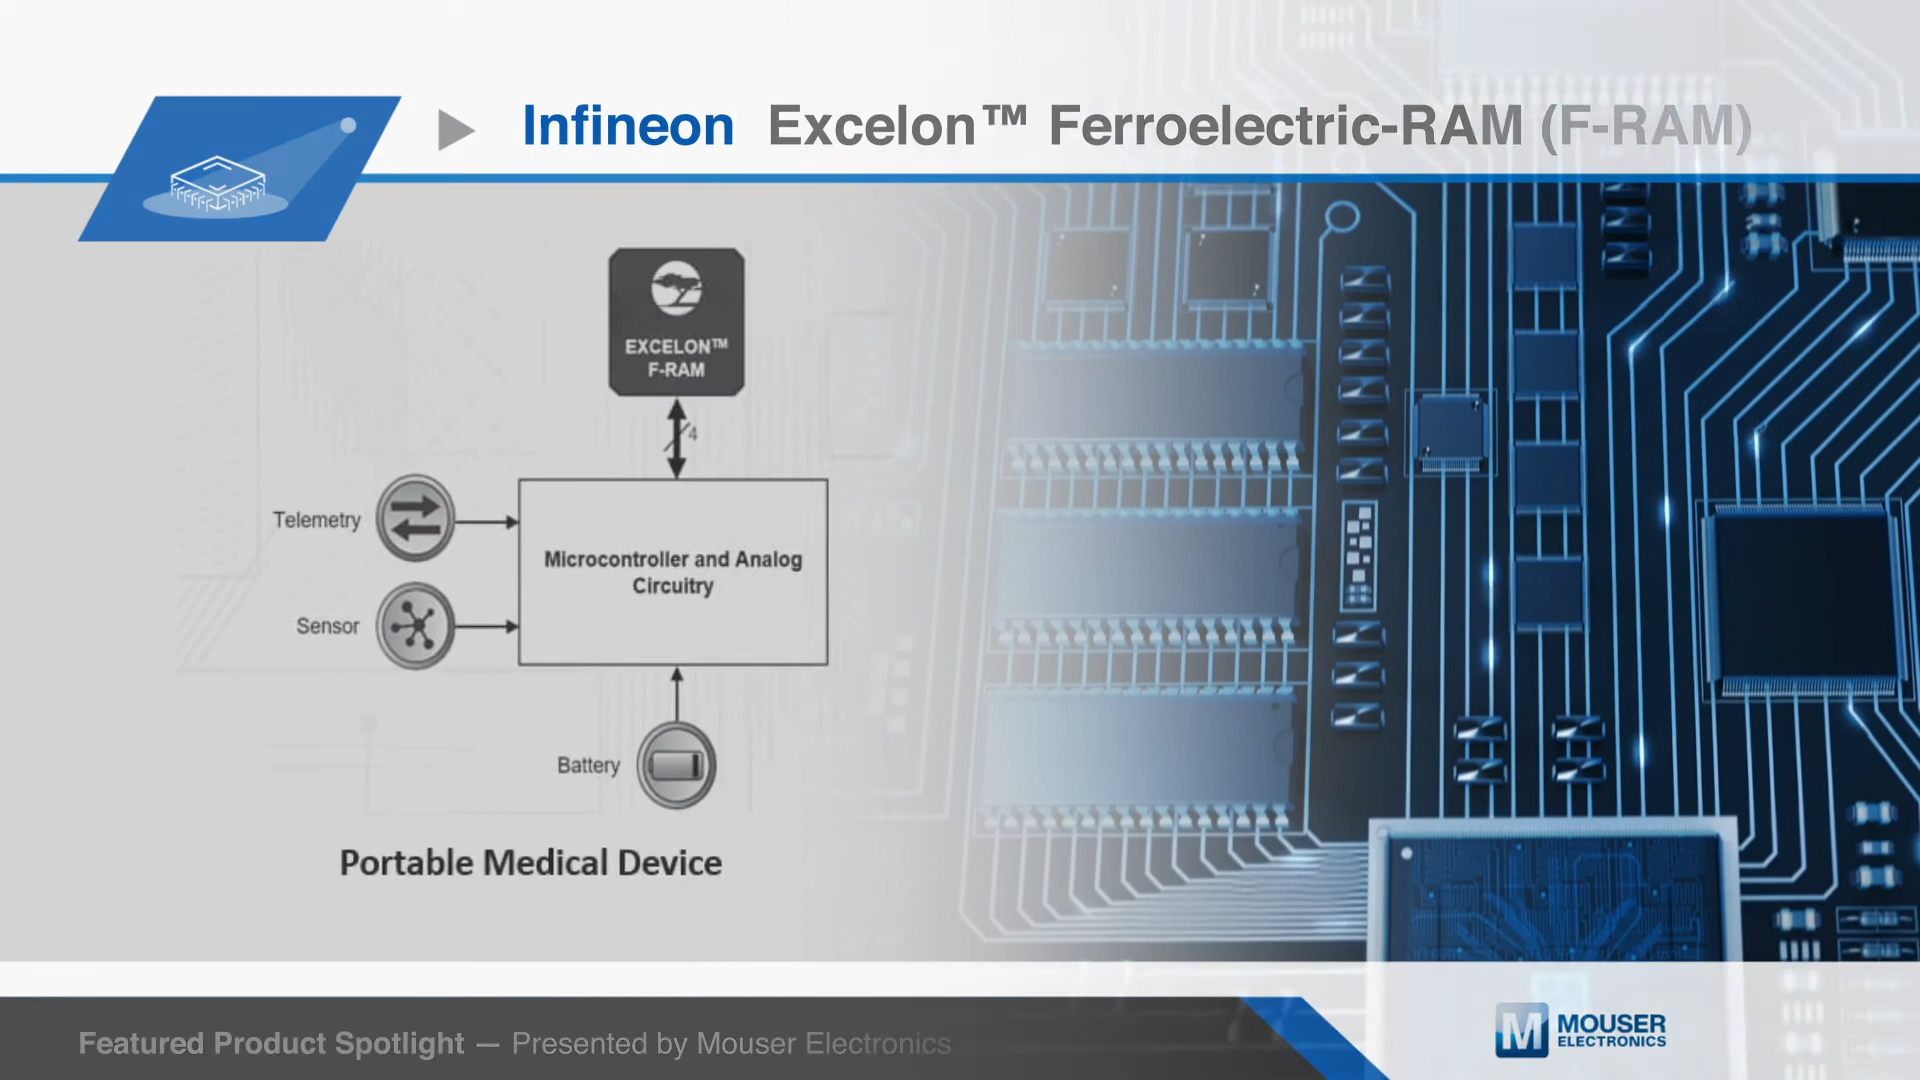 Infineon Excelon™ Ferroelectric-RAM (F-RAM)
EXCELON™
F-RAM
4
Telemetry
Microcontroller and Analog
Circuitry
Sensor
Battery
Portable Medical Device
Featured Product Spotlight — Presented by Mouser Electronics
M MOUSER
ELECTRONICS